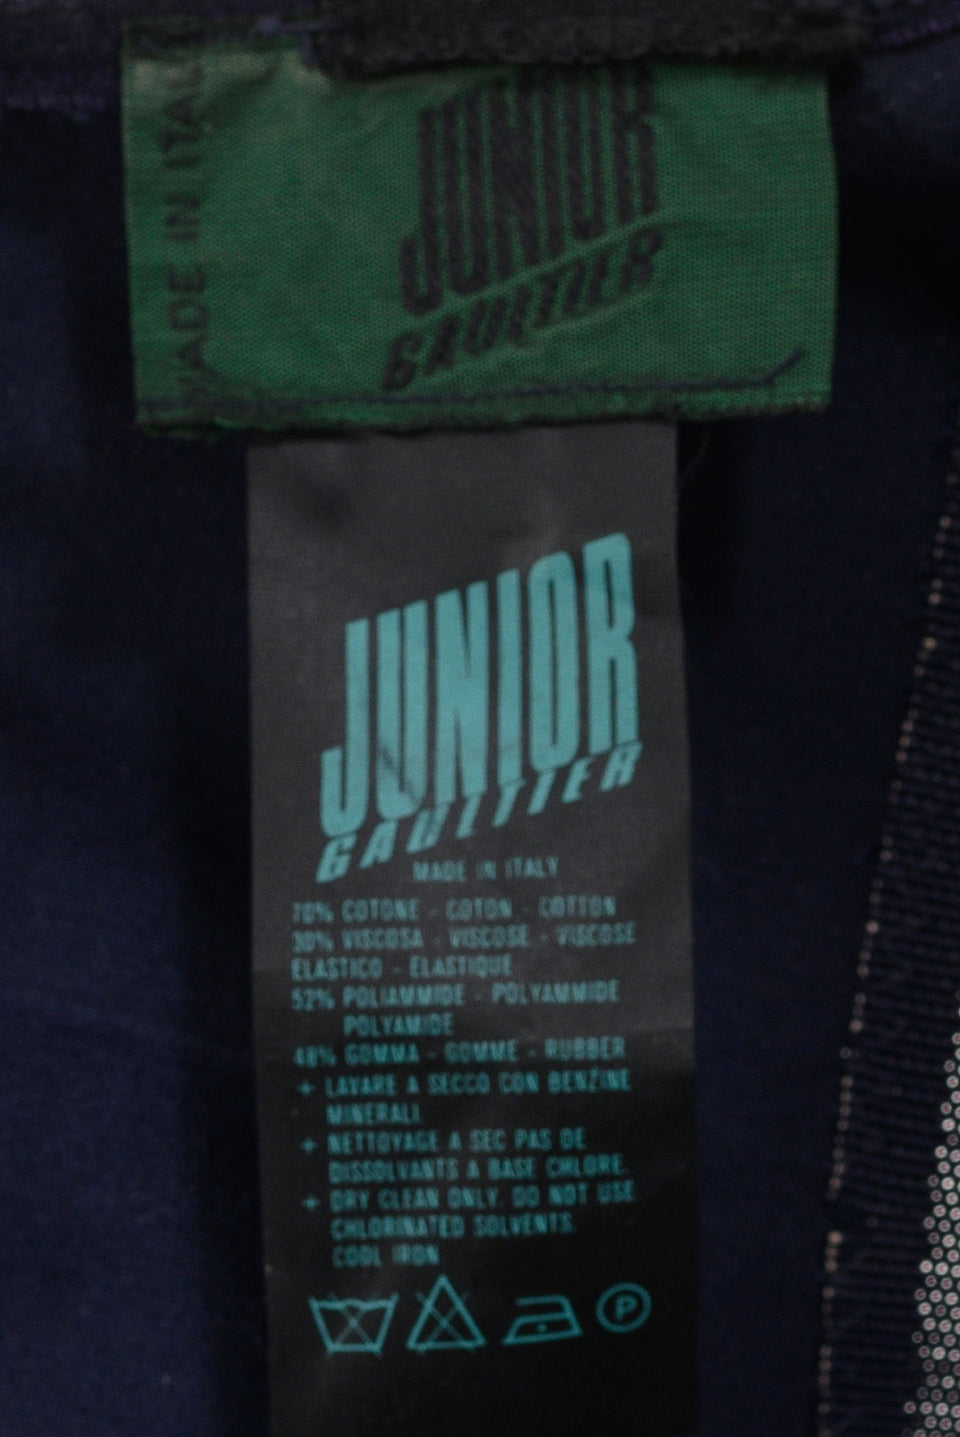 MADE IN ITALY
JUNIOR
GAULTIER
JUNIOR
GAULTIER
MADE IN ITALY
70% COTONE - COTON - COTTON
30% VISCOSA - VISCOSE - VISCOSE
ELASTICO - ELASTIQUE
52% POLIAMMIDE - POLYAMMIDE
POLYAMIDE
48% GOMMA - GOMME - RUBBER
+ LAVARE A SECCO CON BENZINE
MINERALI.
+ NETTOYAGE A SEC PAS DE
DISSOLVANTS A BASE CHLORE.
+ DRY CLEAN ONLY. DO NOT USE
CHLORINATED SOLVENTS.
COOL IRON
P